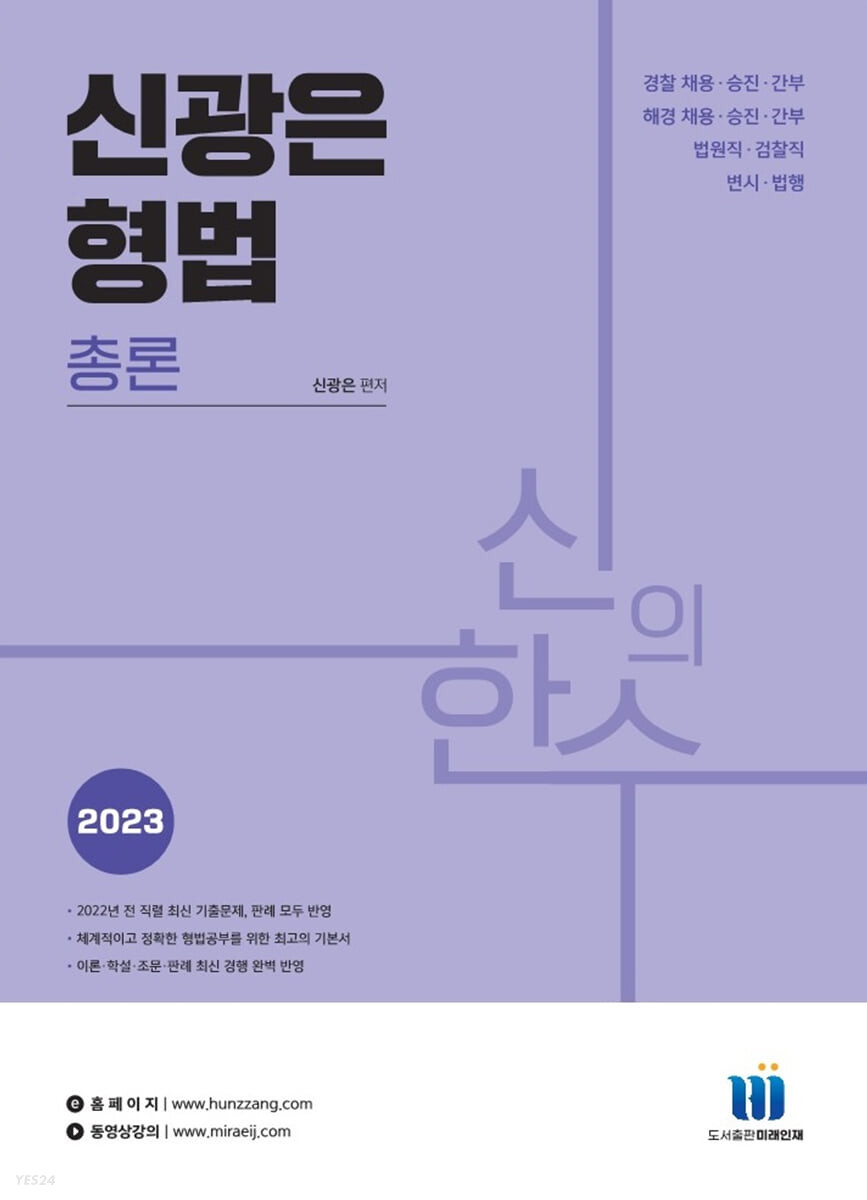 신광은
형법
총론
신광은 편저
경찰 채용·승진·간부
해경 채용·승진·간부
법원직·검찰직
변시·법행
신의
한수
2023
• 2022년 전 직렬 최신 기출문제, 판례 모두 반영
• 체계적이고 정확한 형법공부를 위한 최고의 기본서
• 이론·학설·조문·판례 최신 경행 완벽 반영
e 홈페이지 | www.hunzzang.com
동영상강의 | www.miraeij.com
도서출판미래인재
YES24